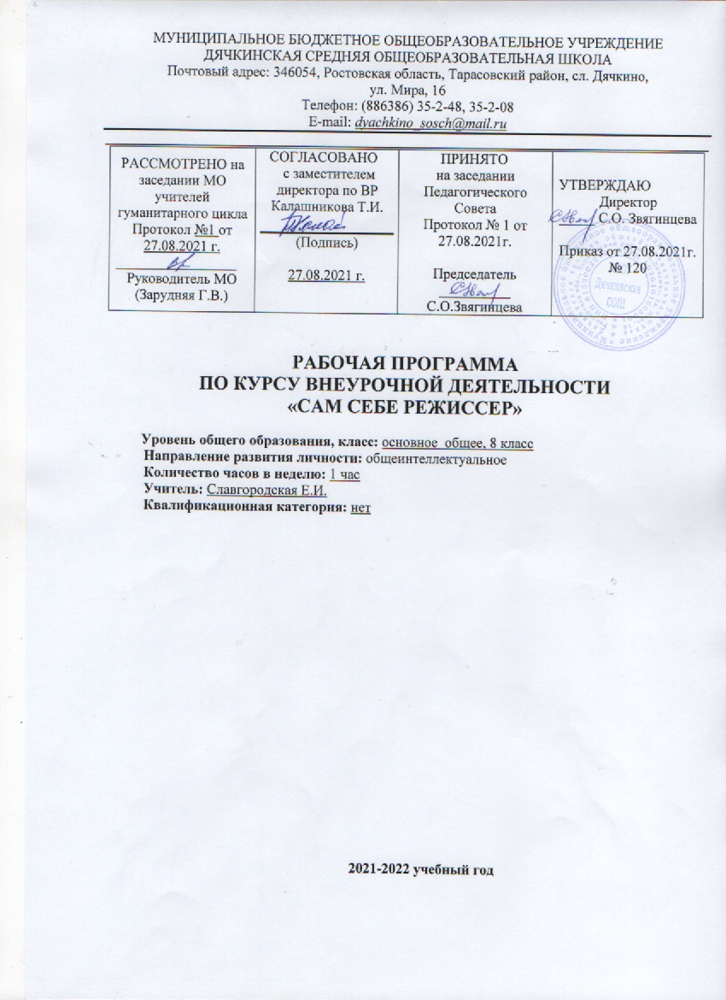 МУНИЦИПАЛЬНОЕ БЮДЖЕТНОЕ ОБЩЕОБРАЗОВАТЕЛЬНОЕ УЧРЕЖДЕНИЕ
ДЯЧКИНСКАЯ СРЕДНЯЯ ОБЩЕОБРАЗОВАТЕЛЬНАЯ ШКОЛА
Почтовый адрес: 346054, Ростовская область, Тарасовский район, сл. Дячкино,
ул. Мира, 16
Телефон: (886386) 35-2-48, 35-2-08
E-mail: dyachkino_sosch@mail.ru
РАССМОТРЕНО на
заседании МО
учителей
гуманитарного цикла
Протокол №1 от
27.08.2021 г.
Руководитель МО
(Зарудняя Г.В.)
СОГЛАСОВАНО
с заместителем
директора по ВР
Калашникова Т.И.
(Подпись)
27.08.2021 г.
ПРИНЯТО
на заседании
Педагогического
Совета
Протокол № 1 от
27.08.2021г.
Председатель
С.О.Звягинцева
УТВЕРЖДАЮ
Директор
С.О. Звягинцева
Приказ от 27.08.2021г.
№ 120
Дячкинская
СОШ
РАБОЧАЯ ПРОГРАММА
ПО КУРСУ ВНЕУРОЧНОЙ ДЕЯТЕЛЬНОСТИ
«САМ СЕБЕ РЕЖИССЕР»
Уровень общего образования, класс: основное общее, 8 класс
Направление развития личности: общеинтеллектуальное
Количество часов в неделю: 1 час
Учитель: Славгородская Е.И.
Квалификационная категория: нет
2021-2022 учебный год